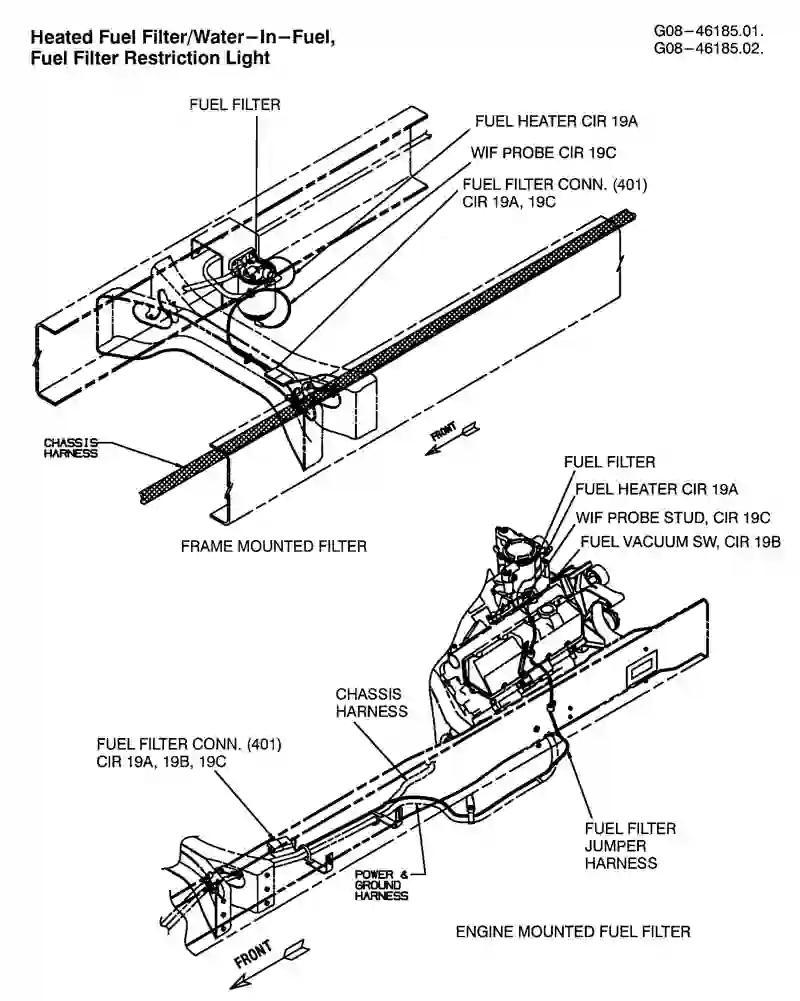 Heated Fuel Filter/Water-In-Fuel,
Fuel Filter Restriction Light
G08-46185.01.
G08-46185.02.
FUEL FILTER
FUEL HEATER CIR 19A
WIF PROBE CIR 19C
FUEL FILTER CONN. (401)
CIR 19A, 19C
CHASSIS
HARNESS
FRONT
FRAME MOUNTED FILTER
FUEL FILTER
FUEL HEATER CIR 19A
WIF PROBE STUD, CIR 19C
FUEL VACUUM SW, CIR 19B
CHASSIS
HARNESS
FUEL FILTER CONN. (401)
CIR 19A, 19B, 19C
FUEL FILTER
JUMPER
HARNESS
POWER &
GROUND
HARNESS
ENGINE MOUNTED FUEL FILTER
FRONT